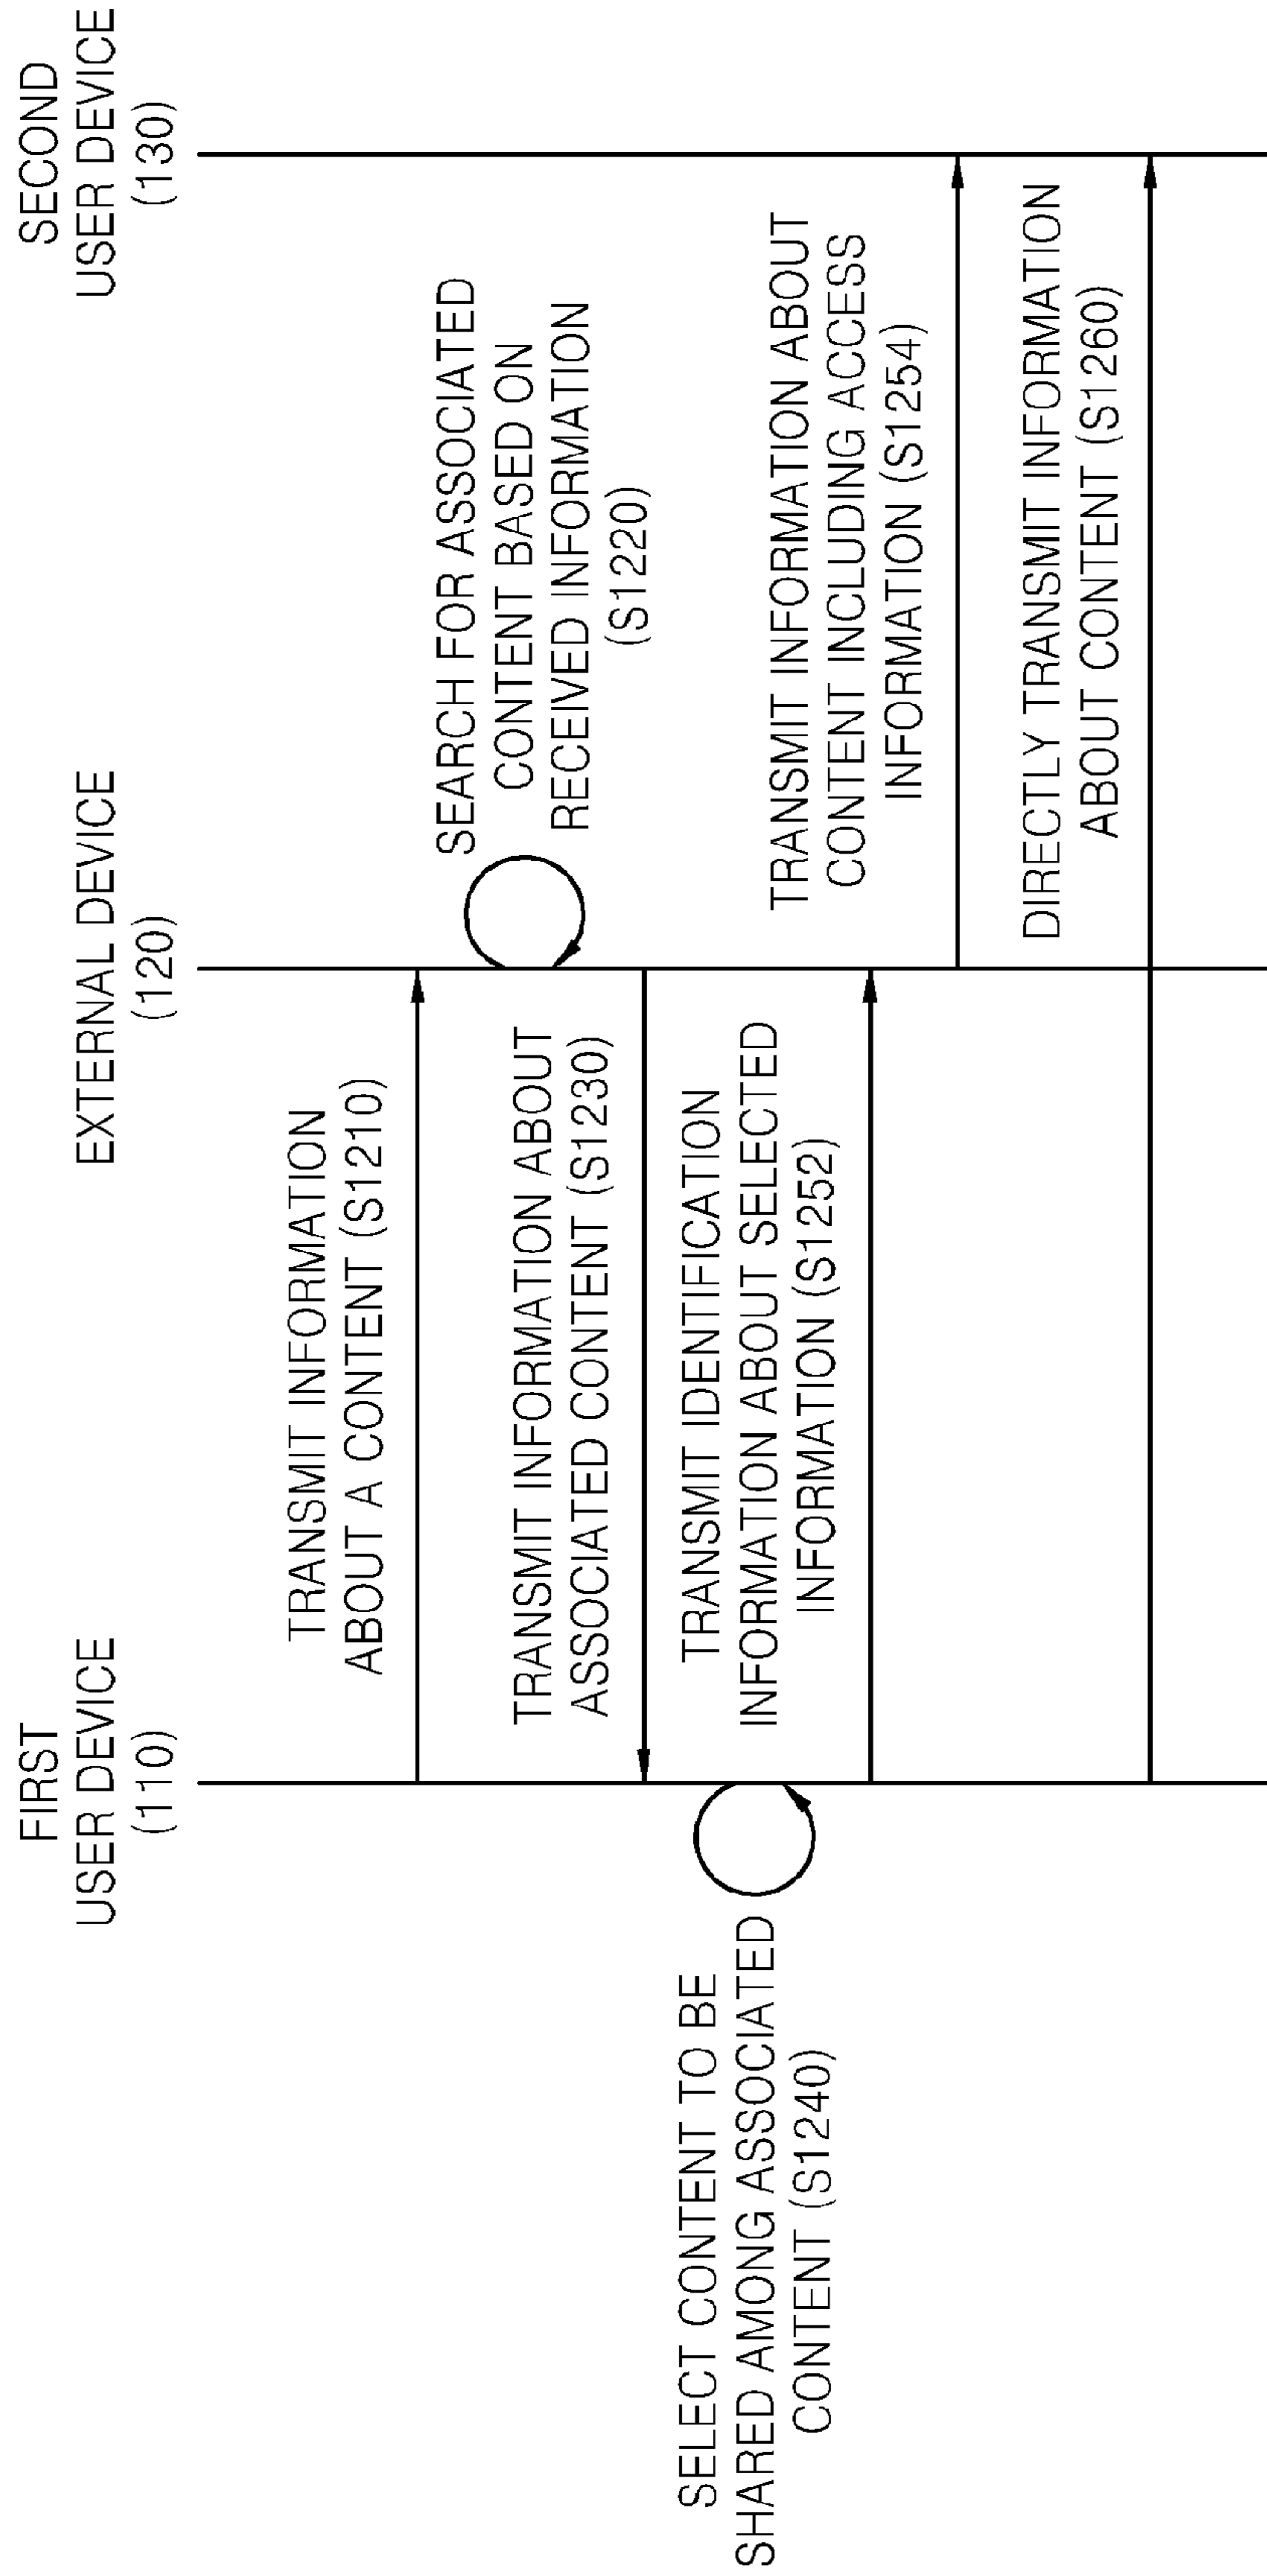 FIRST
USER DEVICE
(110)
EXTERNAL DEVICE
(120)
SECOND
USER DEVICE
(130)
TRANSMIT INFORMATION
ABOUT A CONTENT (S1210)
SEARCH FOR ASSOCIATED
CONTENT BASED ON
RECEIVED INFORMATION
(S1220)
TRANSMIT INFORMATION ABOUT
ASSOCIATED CONTENT (S1230)
SELECT CONTENT TO BE
SHARED AMONG ASSOCIATED
CONTENT (S1240)
TRANSMIT IDENTIFICATION
INFORMATION ABOUT SELECTED
INFORMATION (S1252)
TRANSMIT INFORMATION ABOUT
CONTENT INCLUDING ACCESS
INFORMATION (S1254)
DIRECTLY TRANSMIT INFORMATION
ABOUT CONTENT (S1260)